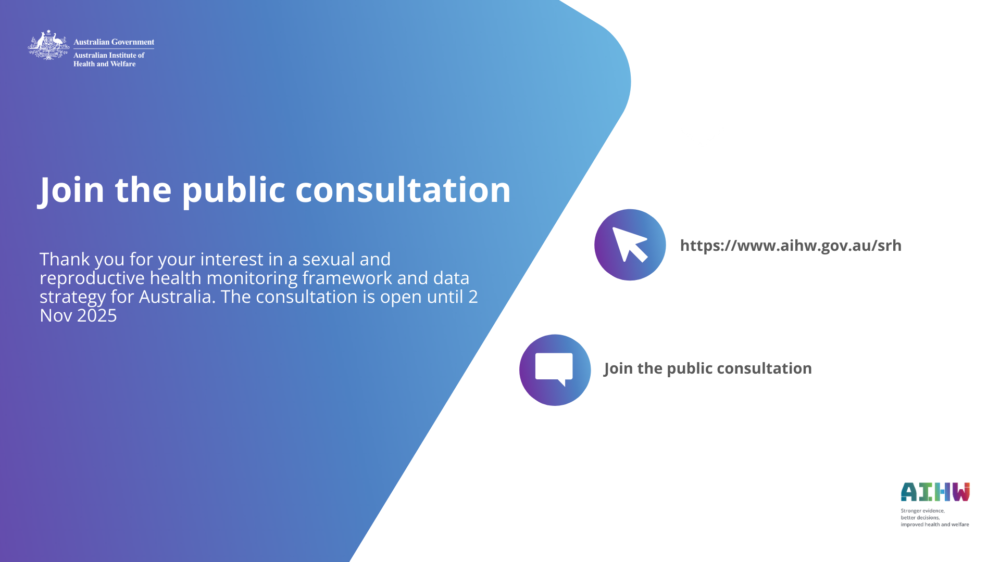 Australian Government
Australian Institute of
Health and Welfare
Join the public consultation
Thank you for your interest in a sexual and
reproductive health monitoring framework and data
strategy for Australia. The consultation is open until 2
Nov 2025
https://www.aihw.gov.au/srh
Join the public consultation
AIHW
Stronger evidence,
better decisions,
improved health and welfare